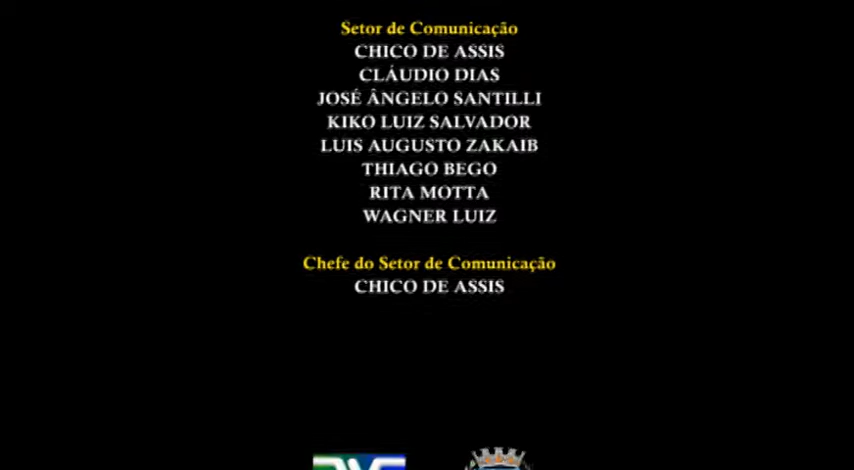 Setor de Comunicação
CHICO DE ASSIS
CLÁUDIO DIAS
JOSÉ ÂNGELO SANTILLI
KIKO LUIZ SALVADOR
LUIS AUGUSTO ZAKAIB
THIAGO BEGO
RITA MOTTA
WAGNER LUIZ
Chefe do Setor de Comunicação
CHICO DE ASSIS